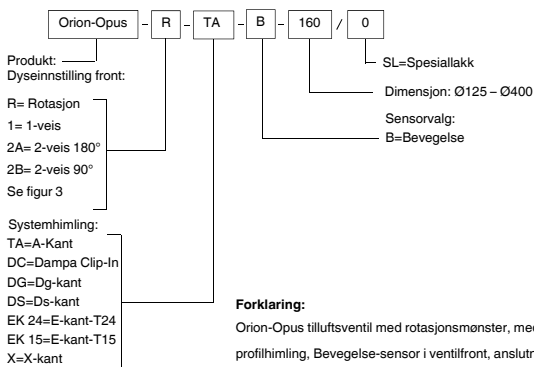 Orion-Opus - R - TA - B - 160 / 0
Produkt:
Dyseinnstilling front:
R= Rotasjon
1= 1-veis
2A= 2-veis 180°
2B= 2-veis 90°
Se figur 3
Systemhimling:
TA=A-Kant
DC=Dampa Clip-In
DG=Dg-kant
DS=Ds-kant
EK 24=E-kant-T24
EK 15=E-kant-T15
X=X-kant
SL=Spesiallakk
Dimensjon: Ø125 – Ø400
Sensorvalg:
B=Bevegelse
Forklaring:
Orion-Opus tilluftsventil med rotasjonsmønster,
profilhimling, Bevegelse-sensor i ventilfront,